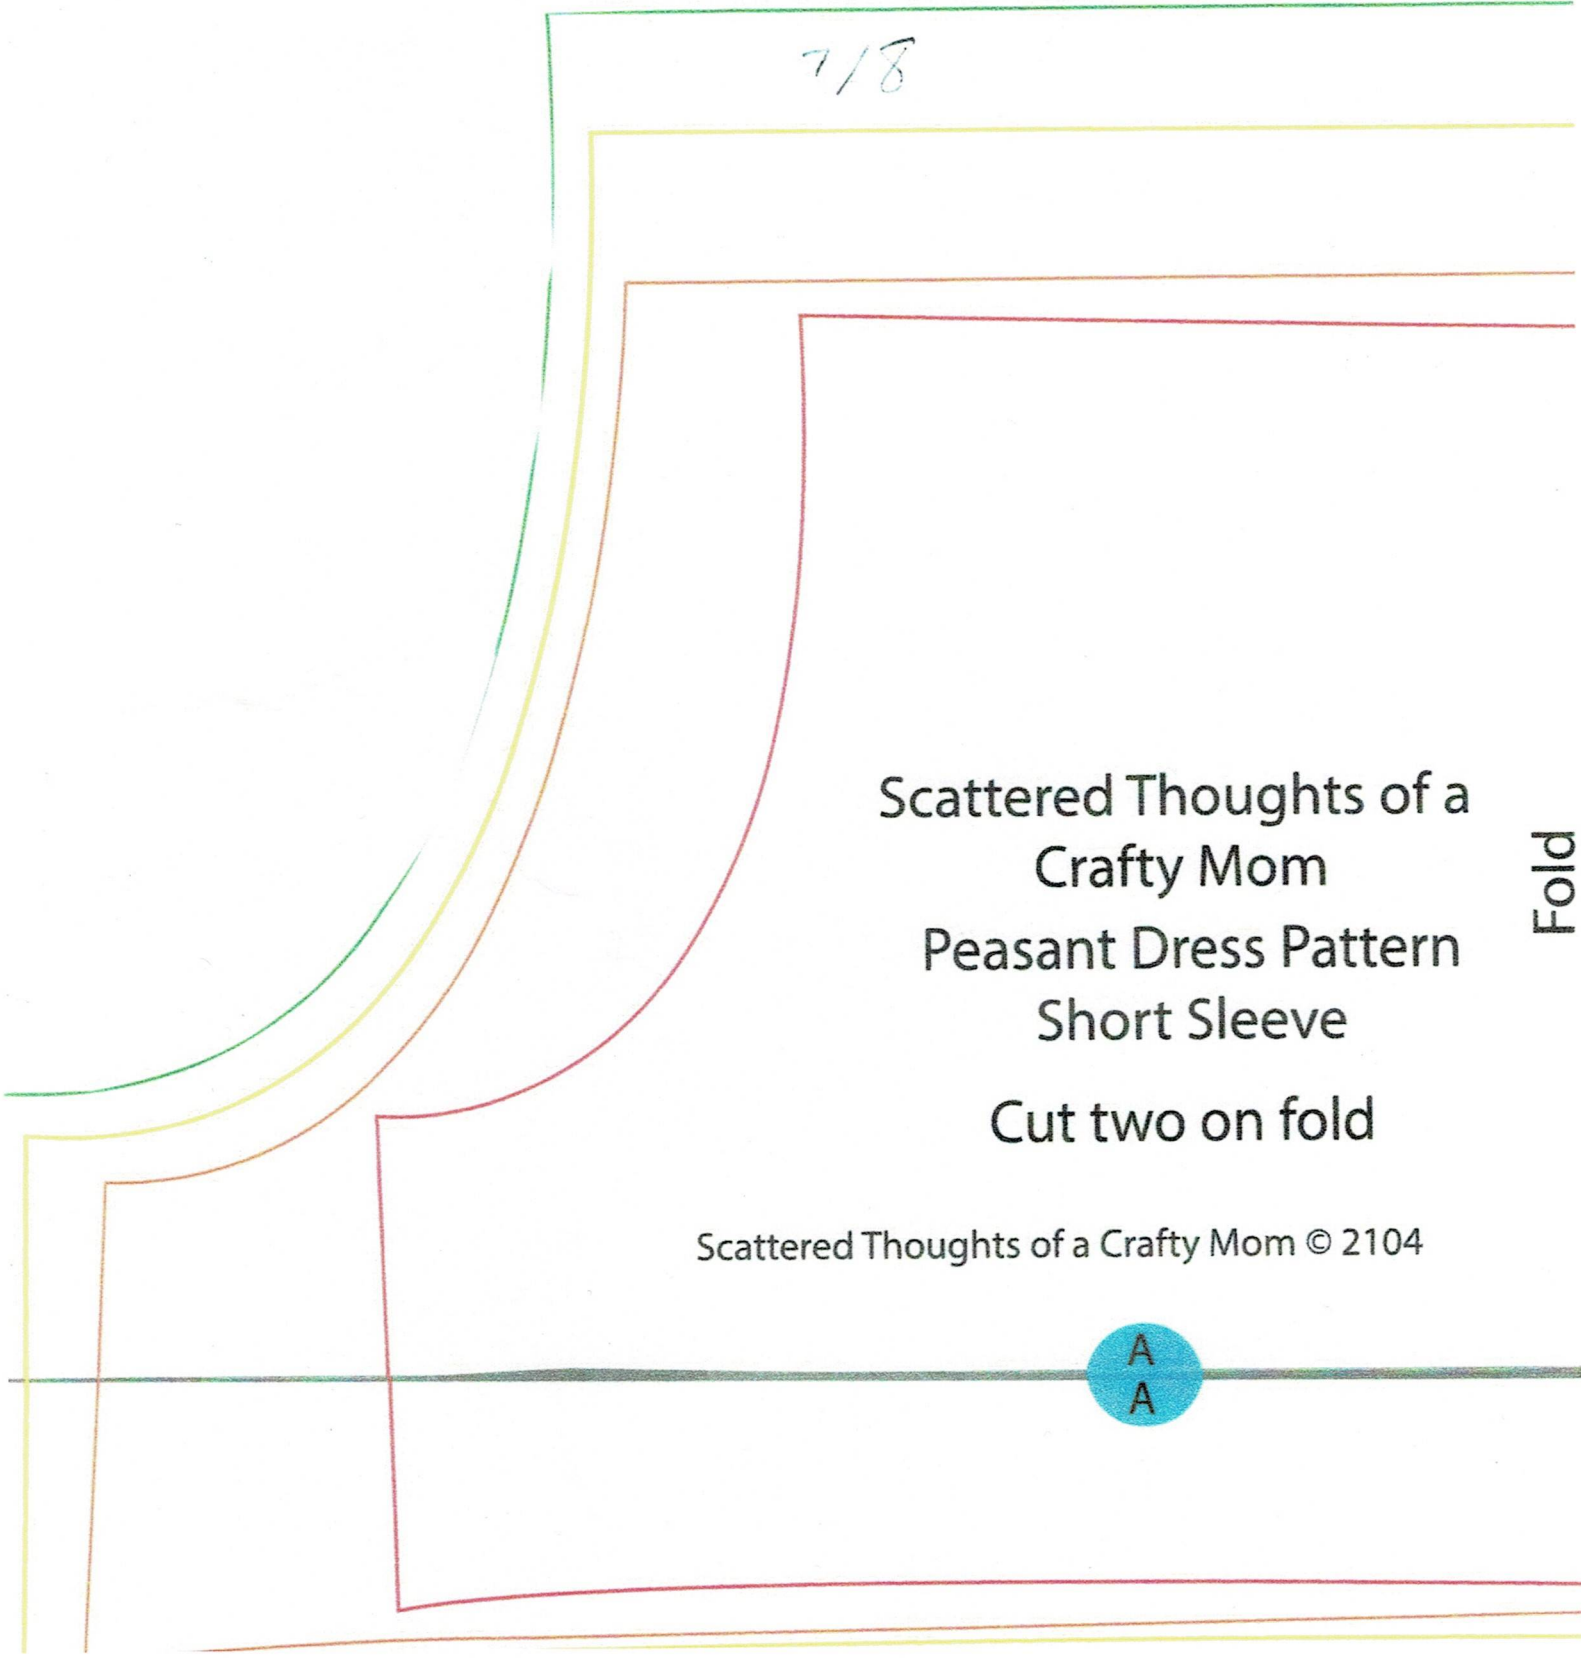 7/8
Scattered Thoughts of a
Crafty Mom
Peasant Dress Pattern
Short Sleeve
Fold
Cut two on fold
Scattered Thoughts of a Crafty Mom © 2104
A
A